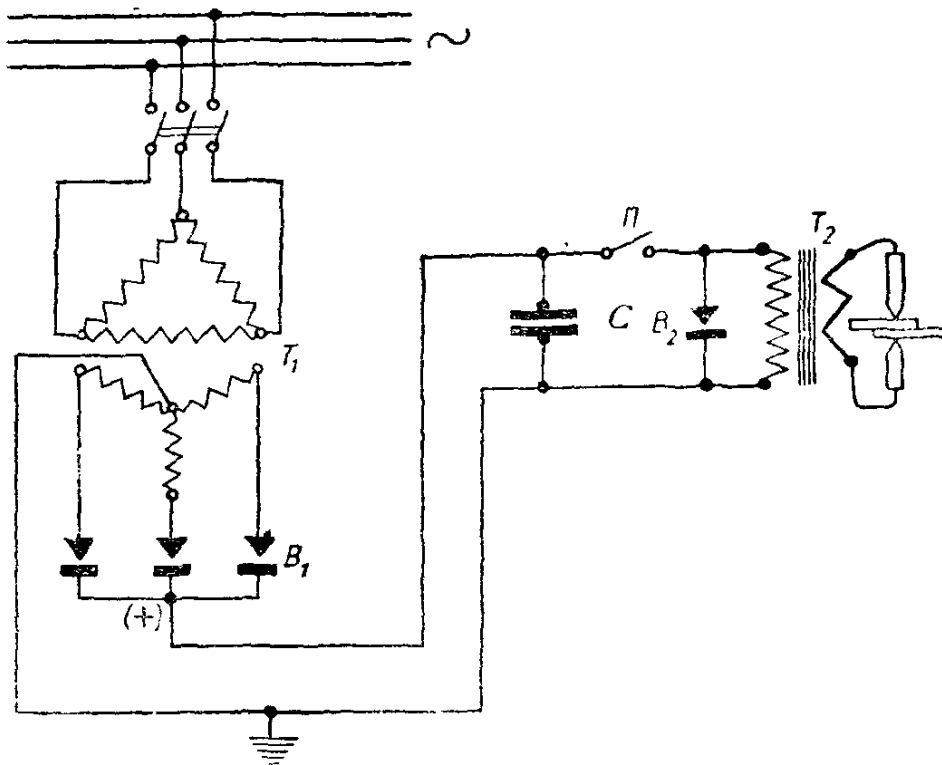 ~
П
T₂
C
B₂
T₁
B₁
(+)